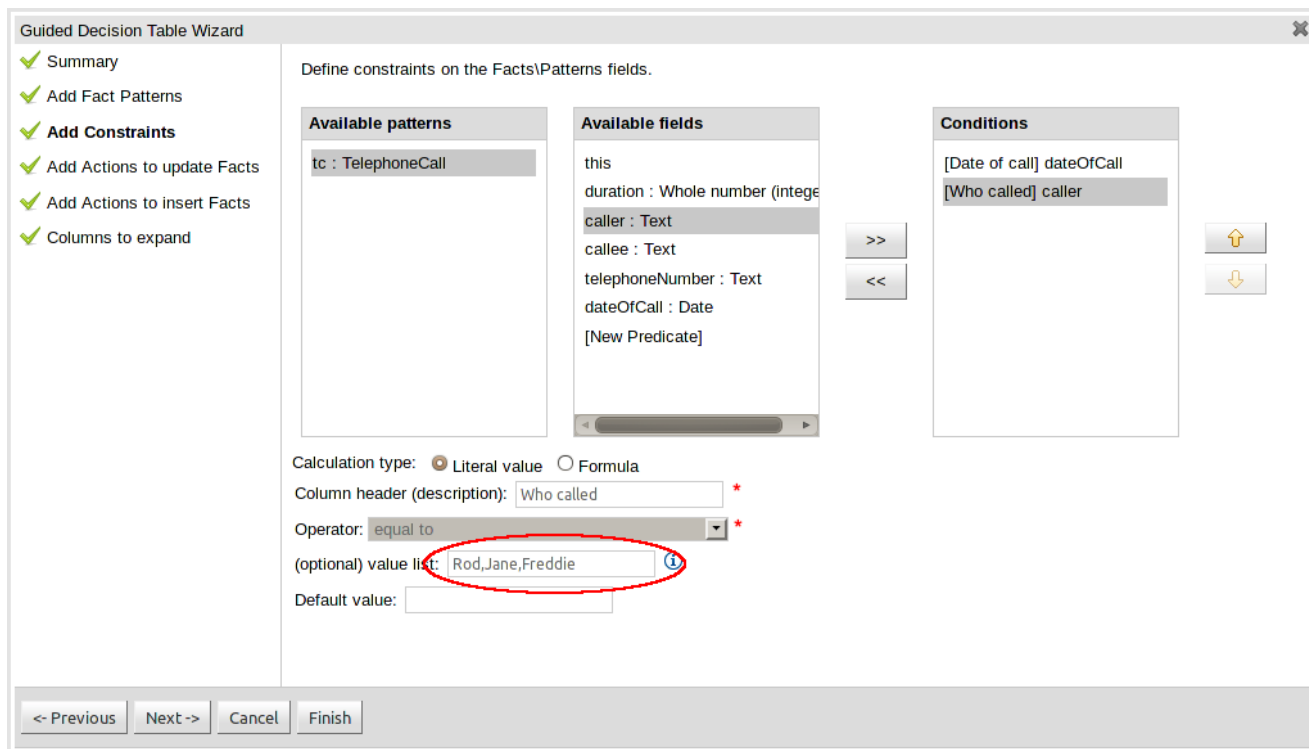 Guided Decision Table Wizard
Summary
Add Fact Patterns
Add Constraints
Add Actions to update Facts
Add Actions to insert Facts
Columns to expand
Define constraints on the Facts\Patterns fields.
Available patterns
tc : TelephoneCall
Available fields
this
duration : Whole number (intege
caller : Text
callee : Text
telephoneNumber : Text
dateOfCall : Date
[New Predicate]
>>
<<
Conditions
[Date of call] dateOfCall
[Who called] caller
Calculation type: Literal value Formula
Column header (description): Who called *
Operator: equal to *
(optional) value list: Rod,Jane,Freddie
Default value:
<- Previous Next -> Cancel Finish